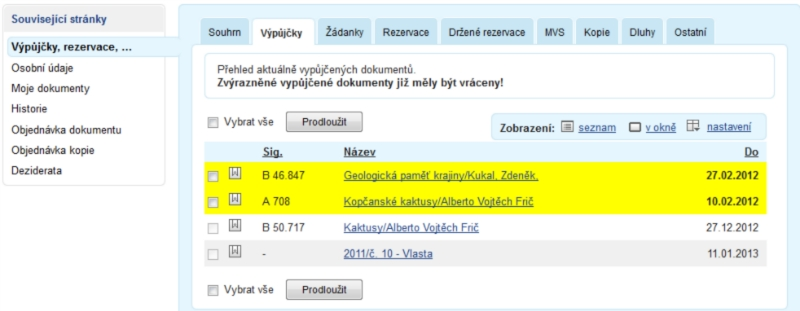 Související stránky
Výpůjčky, rezervace, ...
Osobní údaje
Moje dokumenty
Historie
Objednávka dokumentu
Objednávka kopie
Deziderata
Souhrn Výpůjčky Žádanky Rezervace Držené rezervace MVS Kopie Dluhy Ostatní
Přehled aktuálně vypůjčených dokumentů.
Zvýrazněné vypůjčené dokumenty již měly být vráceny!
Vybrat vše Prodloužit
Zobrazení: seznam v okně nastavení
Sig. Název Do
B 46.847 Geologická paměť krajiny/Kukal, Zdeněk, 27.02.2012
A 708 Kopčanské kaktusy/Alberto Vojtěch Frič 10.02.2012
B 50.717 Kaktusy/Alberto Vojtěch Frič 27.12.2012
- 2011/č. 10 - Vlasta 11.01.2013
Vybrat vše Prodloužit